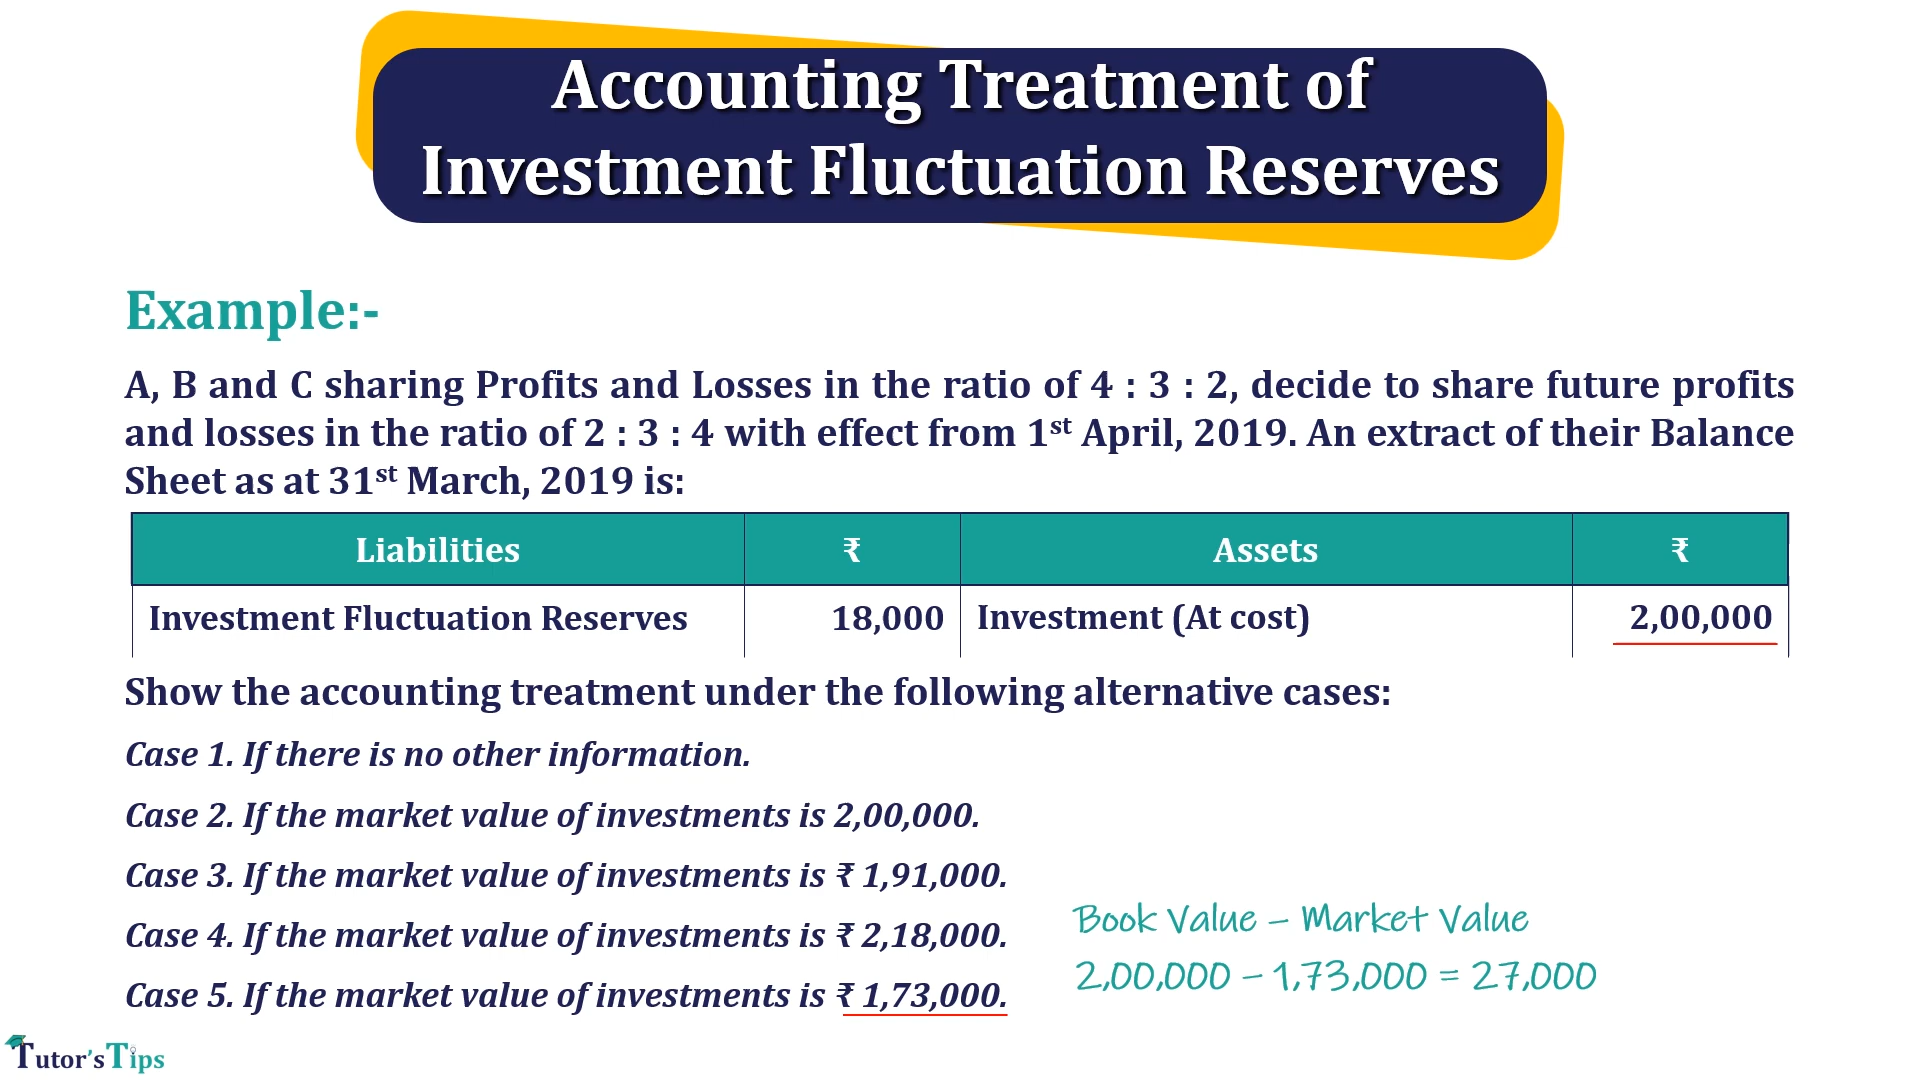 Accounting Treatment of
Investment Fluctuation Reserves
Example:-
A, B and C sharing Profits and Losses in the ratio of 4 : 3 : 2, decide to share future profits
and losses in the ratio of 2 : 3 : 4 with effect from 1st April, 2019. An extract of their Balance
Sheet as at 31st March, 2019 is:
Liabilities ₹ Assets ₹
Investment Fluctuation Reserves 18,000 Investment (At cost) 2,00,000
Show the accounting treatment under the following alternative cases:
Case 1. If there is no other information.
Case 2. If the market value of investments is 2,00,000.
Case 3. If the market value of investments is ₹ 1,91,000.
Case 4. If the market value of investments is ₹ 2,18,000.
Case 5. If the market value of investments is ₹ 1,73,000.
Book Value – Market Value
2,00,000 – 1,73,000 = 27,000
Tutor'sTips